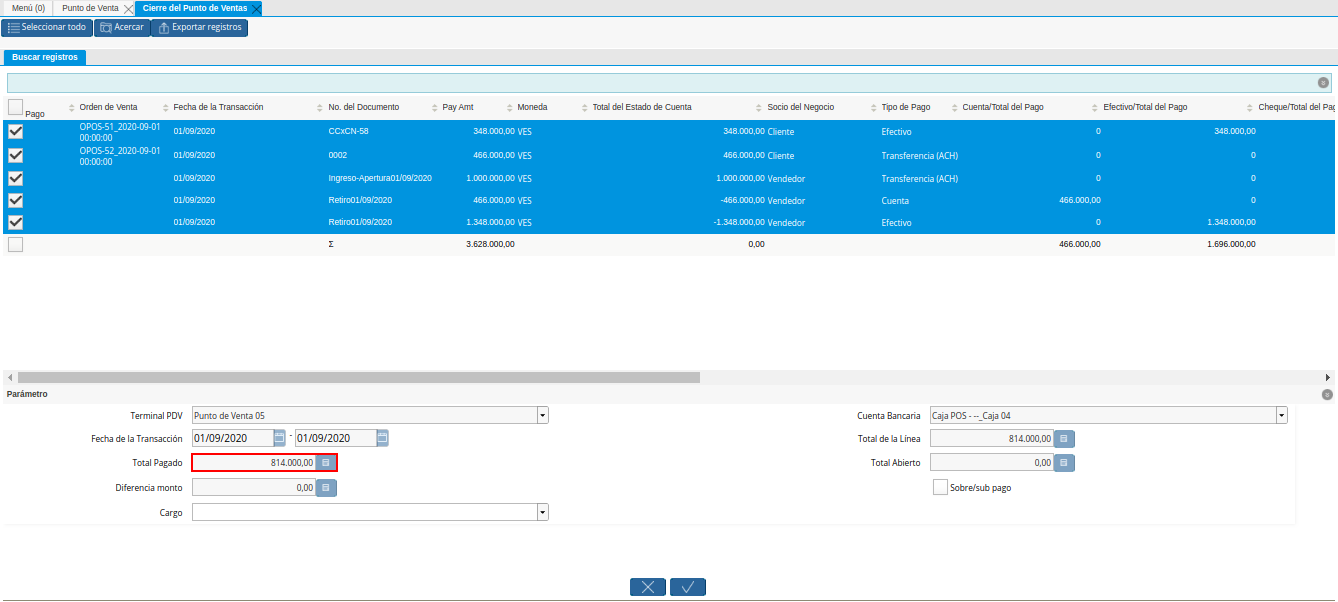 Menú (0) Punto de Venta Cierre del Punto de Ventas
Seleccionar todo Acercar Exportar registros
Buscar registros
Pago Orden de Venta Fecha de la Transacción No. del Documento Pay Amt Moneda Total del Estado de Cuenta Socio del Negocio Tipo de Pago Cuenta/Total del Pago Efectivo/Total del Pago Cheque/Total del Pag
OPOS-51_2020-09-01
00:00:00 01/09/2020 CCxCN-58 348.000,00 VES 348.000,00 Cliente Efectivo 0 348.000,00
OPOS-52_2020-09-01
00:00:00 01/09/2020 0002 466.000,00 VES 466.000,00 Cliente Transferencia (ACH) 0 0
01/09/2020 Ingreso-Apertura01/09/2020 1.000.000,00 VES 1.000.000,00 Vendedor Transferencia (ACH) 0 0
01/09/2020 Retiro01/09/2020 466.000,00 VES -466.000,00 Vendedor Cuenta 466.000,00 0
01/09/2020 Retiro01/09/2020 1.348.000,00 VES -1.348.000,00 Vendedor Efectivo 0 1.348.000,00
Σ 3.628.000,00 0,00 466.000,00 1.696.000,00
Parámetro
Terminal PDV Punto de Venta 05 Cuenta Bancaria Caja POS - --_Caja 04
Fecha de la Transacción 01/09/2020 - 01/09/2020 Total de la Línea 814.000,00
Total Pagado 814.000,00 Total Abierto 0,00
Diferencia monto 0,00 Sobre/sub pago
Cargo